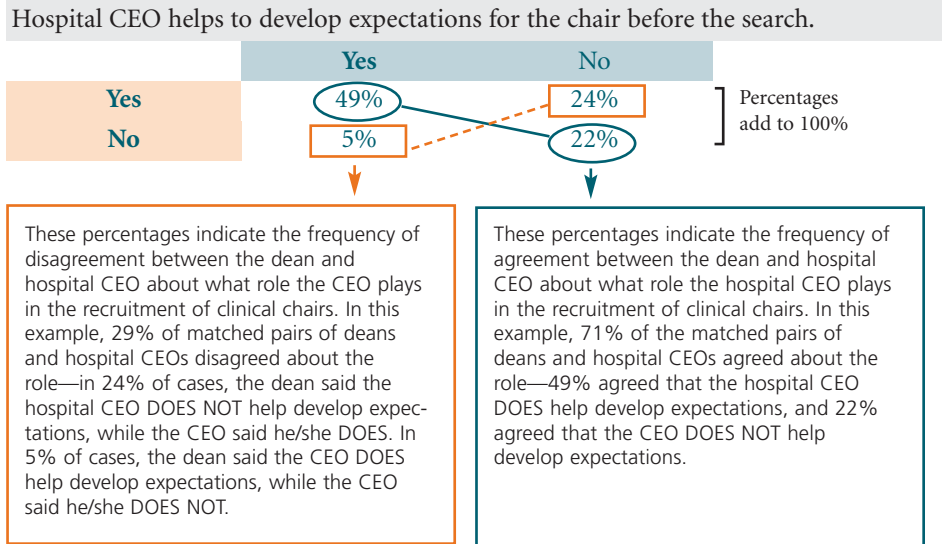 Hospital CEO helps to develop expectations for the chair before the search.
Yes No
Yes 49% 24%
No 5% 22%
Percentages
add to 100%
These percentages indicate the frequency of
disagreement between the dean and
hospital CEO about what role the CEO plays
in the recruitment of clinical chairs. In this
example, 29% of matched pairs of deans
and hospital CEOs disagreed about the
role—in 24% of cases, the dean said the
hospital CEO DOES NOT help develop expec-
tations, while the CEO said he/she DOES. In
5% of cases, the dean said the CEO DOES
help develop expectations, while the CEO
said he/she DOES NOT.
These percentages indicate the frequency of
agreement between the dean and hospital
CEO about what role the hospital CEO plays
in the recruitment of clinical chairs. In this
example, 71% of the matched pairs of
deans and hospital CEOs agreed about the
role—49% agreed that the hospital CEO
DOES help develop expectations, and 22%
agreed that the CEO DOES NOT help
develop expectations.